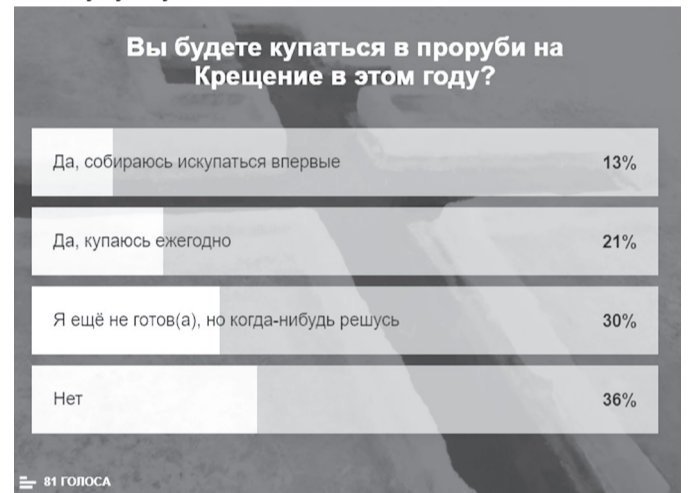 Вы будете купаться в проруби на
Крещение в этом году?
Да, собираюсь искупаться впервые 13%
Да, купаюсь ежегодно 21%
Я ещё не готов(а), но когда-нибудь решусь 30%
Нет 36%
81 ГОЛОСА